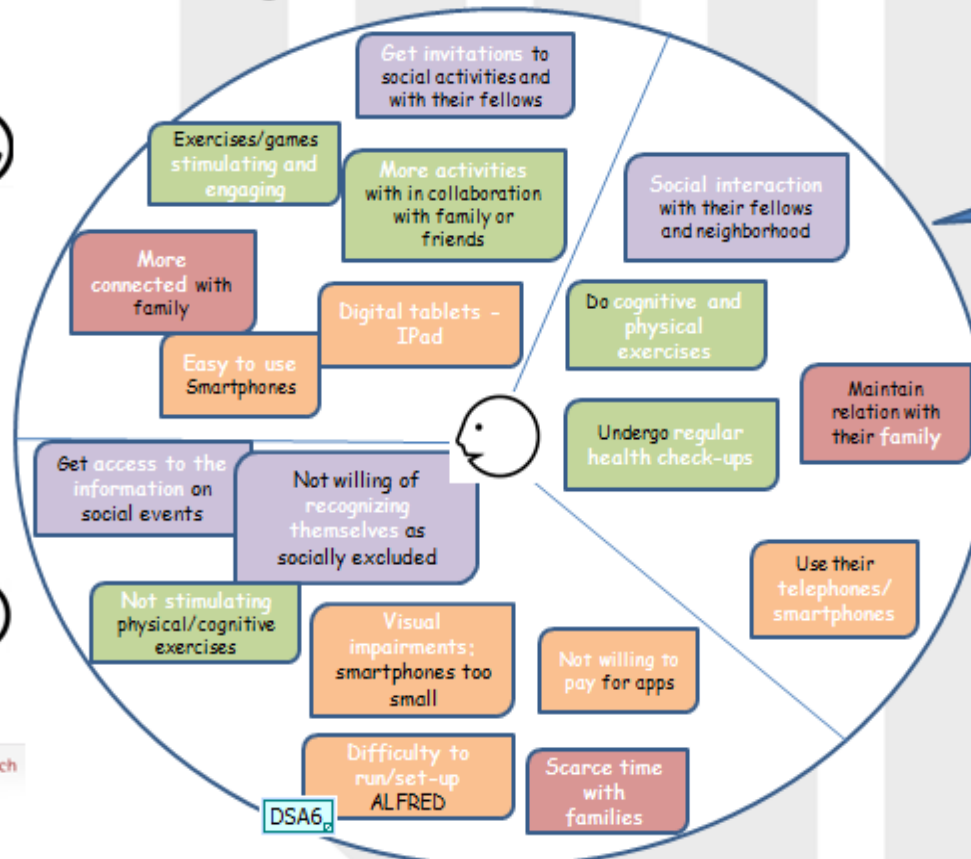 Get invitations to
social activities and
with their fellows
Exercises/games
stimulating and
engaging
More activities
with in collaboration
with family or
friends
More
connected with
family
Digital tablets –
IPad
Easy to use
Smartphones
Social interaction
with their fellows
and neighborhood
Do cognitive and
physical
exercises
Maintain
relation with
their family
Undergo regular
health check-ups
Use their
telephones/
smartphones
Get access to the
information on
social events
Not willing of
recognizing
themselves as
socially excluded
Not stimulating
physical/cognitive
exercises
Visual
impairments;
smartphones too
small
Not willing to
pay for apps
Difficulty to
run/set-up
ALFRED
Scarce time
with
families
DSA6
ch